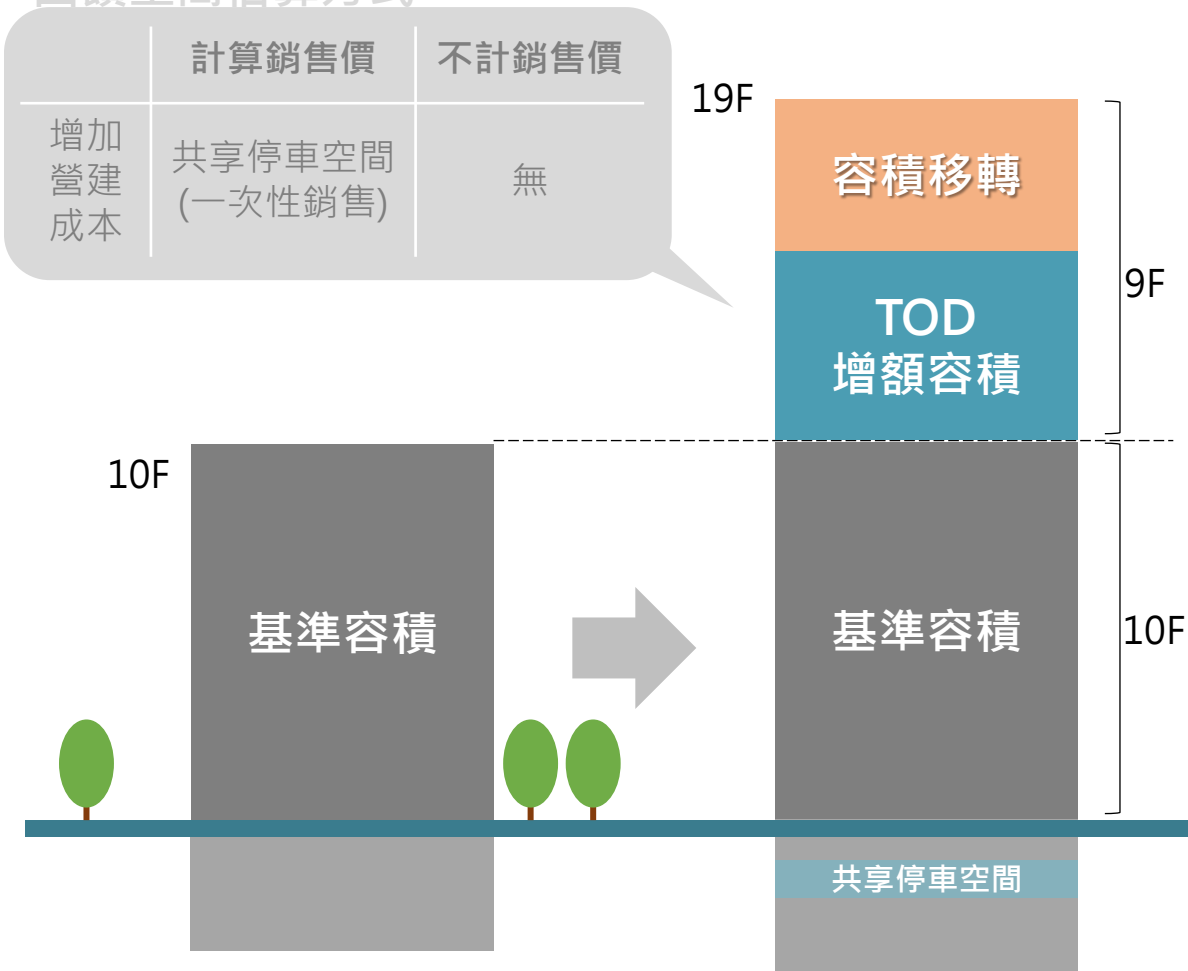 計算銷售價
不計銷售價
增加
營建
成本
共享停車空間
(一次性銷售)
無
19F
容積移轉
9F
TOD
增額容積
10F
基準容積
基準容積
10F
共享停車空間